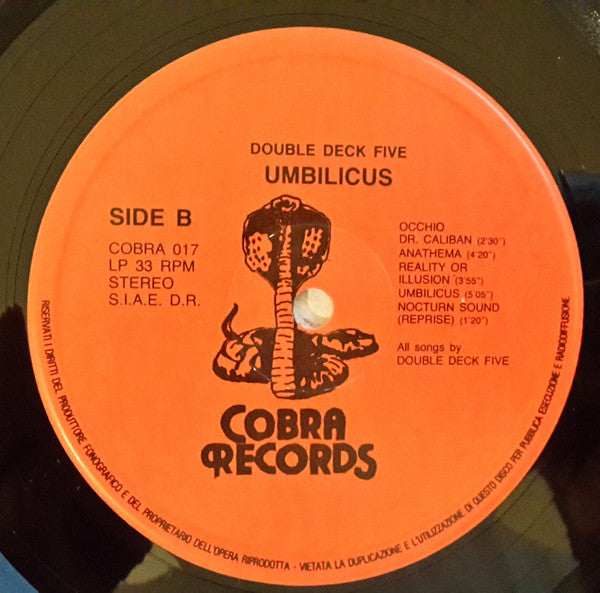 DOUBLE DECK FIVE
UMBILICUS
SIDE B
COBRA 017
LP 33 RPM
STEREO
S.I.A.E. D.R.
OCCHIO
DR. CALIBAN (2'30")
ANATHEMA (4'20")
REALITY OR
ILLUSION (3'55")
UMBILICUS (5'05")
NOCTURN SOUND
(REPRISE) (1'20")
All songs by
DOUBLE DECK FIVE
COBRA
RECORDS
RISERVATI I DIRITTI DEL PRODUTTORE FONOGRAFICO E DEL PROPRIETARIO DELL'OPERA RIPRODOTTA - VIETATA LA DUPLICAZIONE E L'UTILIZZAZIONE DI QUESTO DISCO PER PUBBLICA ESECUZIONE E RADIODIFFUSIONE